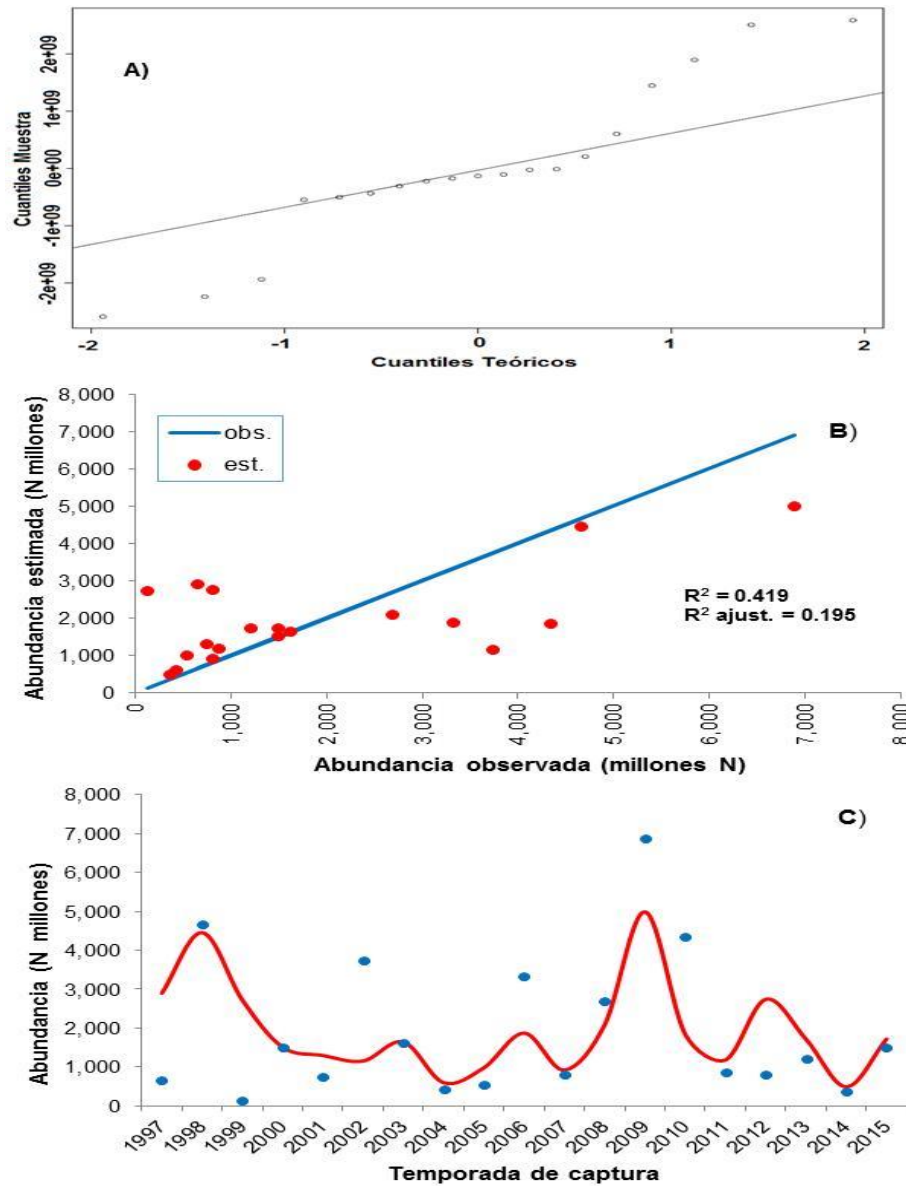 A)
Cuantiles Muestra
2e+09
1e+09
0e+00
-1e+09
-2e+09
-2
-1
0
1
2
Cuantiles Teóricos
B)
obs.
est.
Abundancia estimada (N millones)
8,000
7,000
6,000
5,000
4,000
3,000
2,000
1,000
0
R² = 0.419
R² ajust. = 0.195
0
1,000
2,000
3,000
4,000
5,000
6,000
7,000
8,000
Abundancia observada (millones N)
C)
Abundancia (N millones)
8,000
7,000
6,000
5,000
4,000
3,000
2,000
1,000
0
1997
1998
1999
2000
2001
2002
2003
2004
2005
2006
2007
2008
2009
2010
2011
2012
2013
2014
2015
Temporada de captura